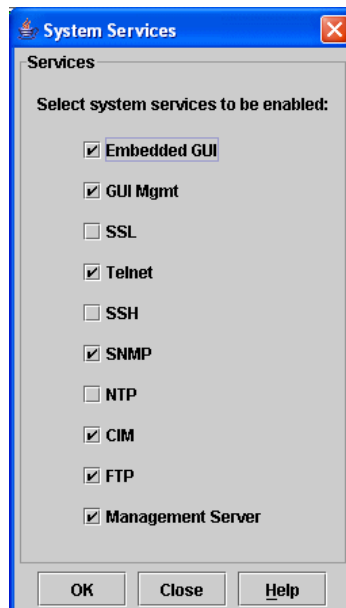 System Services
Services
Select system services to be enabled:
Embedded GUI
GUI Mgmt
SSL
Telnet
SSH
SNMP
NTP
CIM
FTP
Management Server
OK Close Help